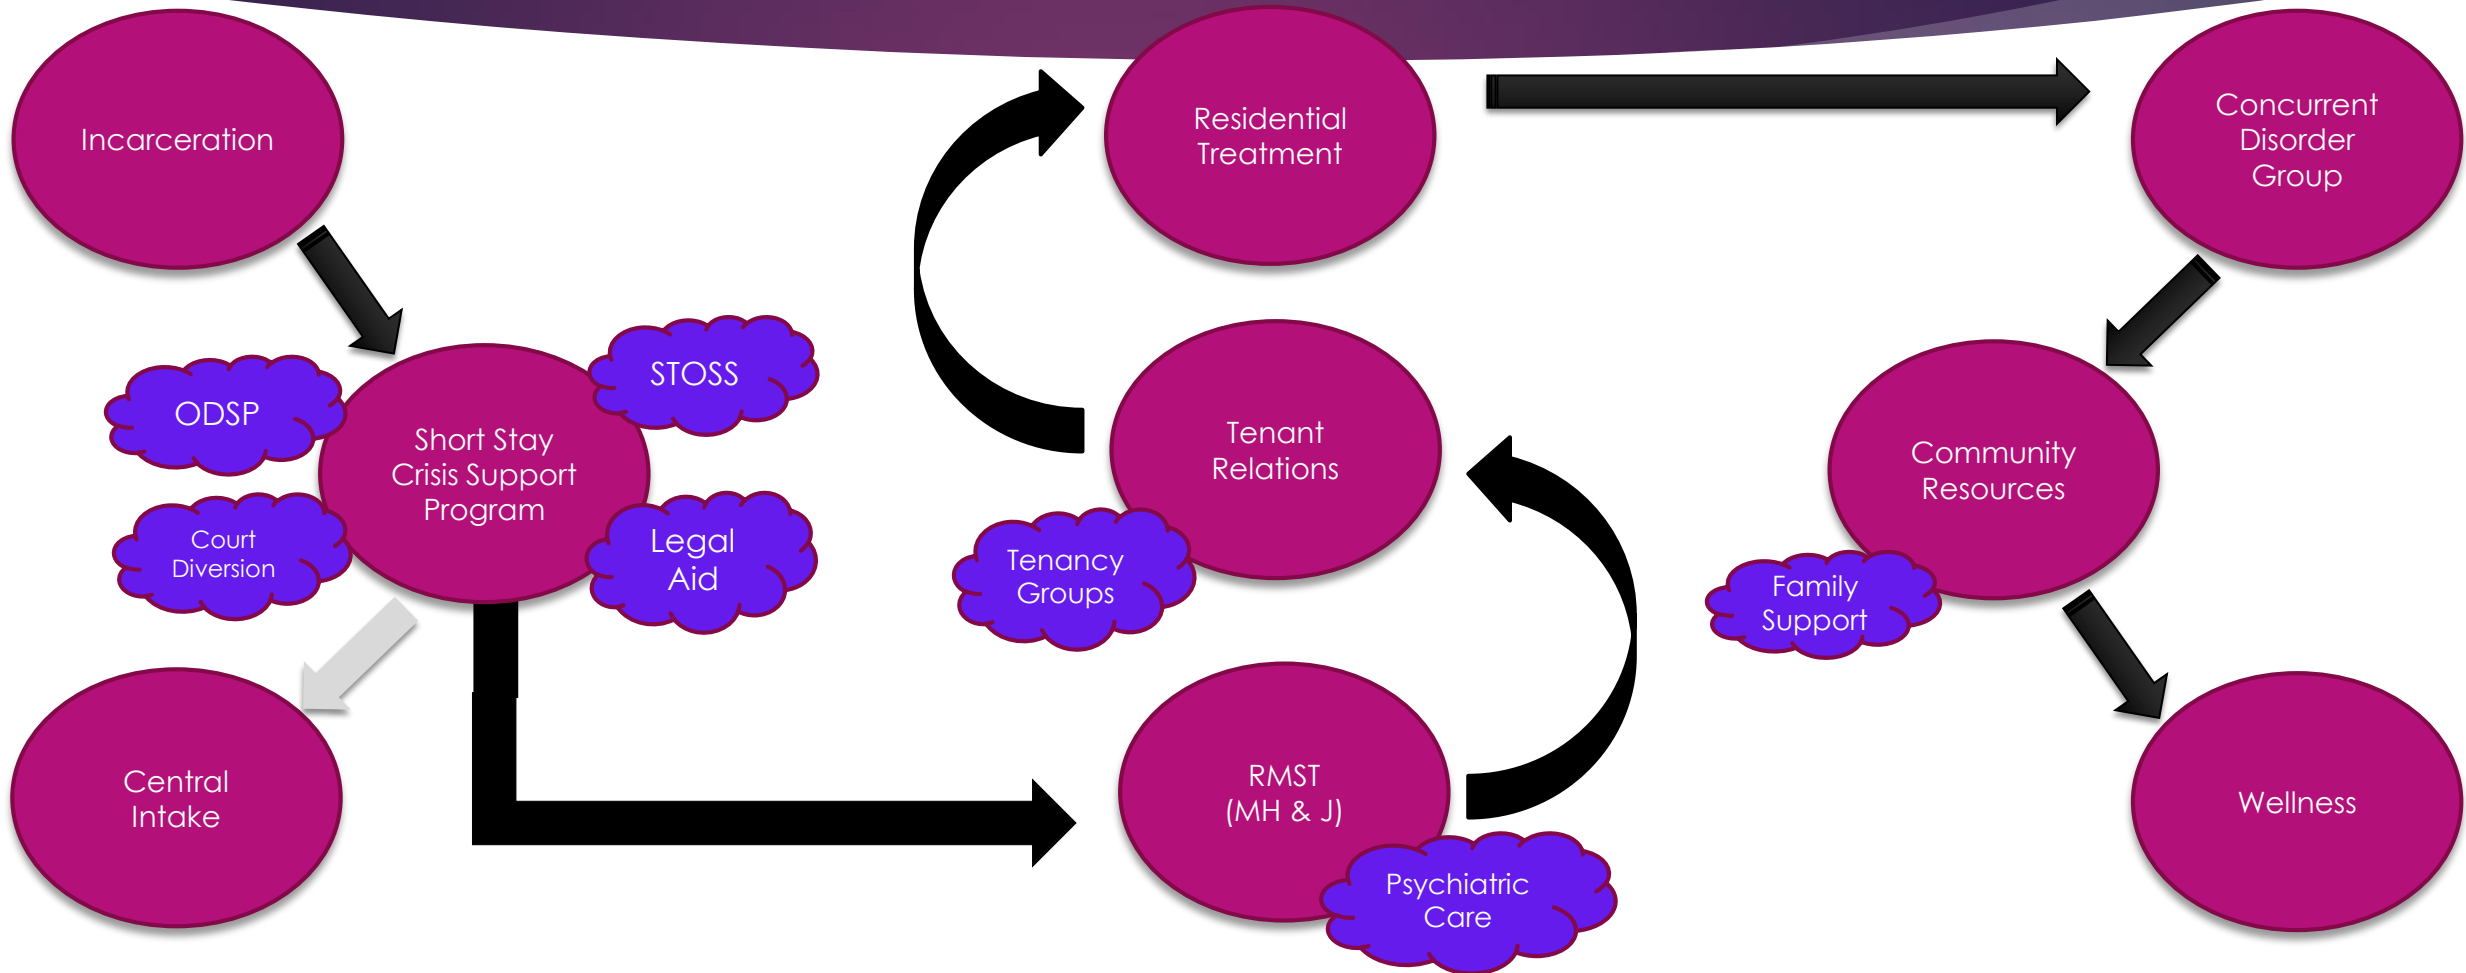 Incarceration
Residential
Treatment
Concurrent
Disorder
Group
STOSS
ODSP
Short Stay
Crisis Support
Program
Court
Diversion
Legal
Aid
Tenant
Relations
Tenancy
Groups
Community
Resources
Family
Support
Central
Intake
RMST
(MH & J)
Psychiatric
Care
Wellness